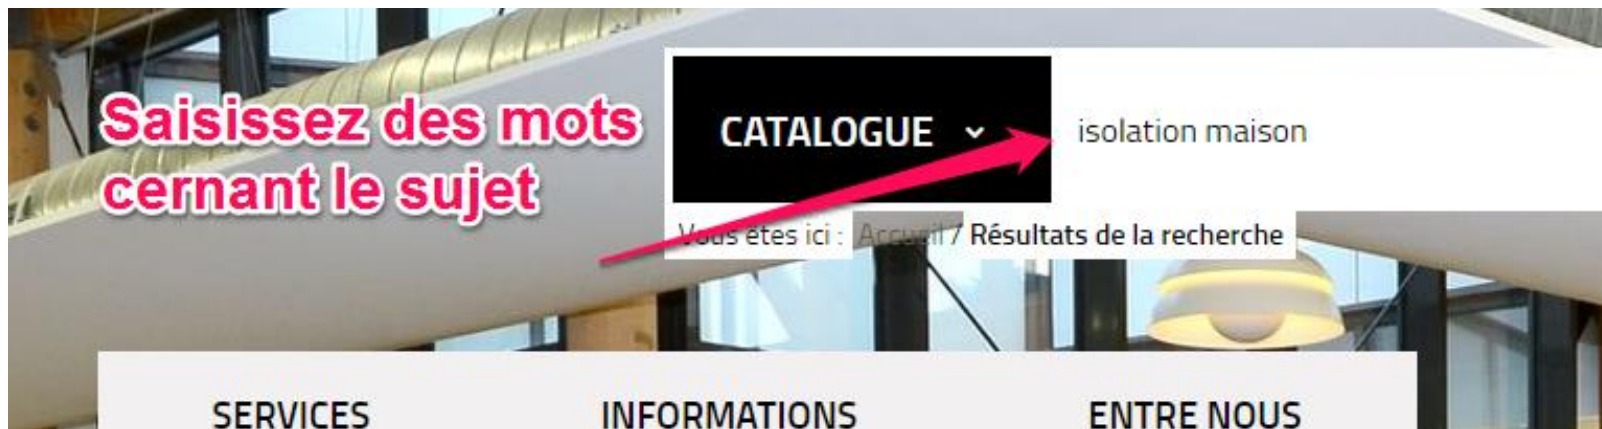 Saisissez des mots
cernant le sujet
CATALOGUE
isolation maison
Vous êtes ici : Accueil / Résultats de la recherche
SERVICES
INFORMATIONS
ENTRE NOUS